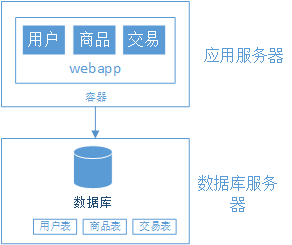 用户 商品 交易
webapp
容器
应用服务器
数据库
用户表 商品表 交易表
数据库服务
器